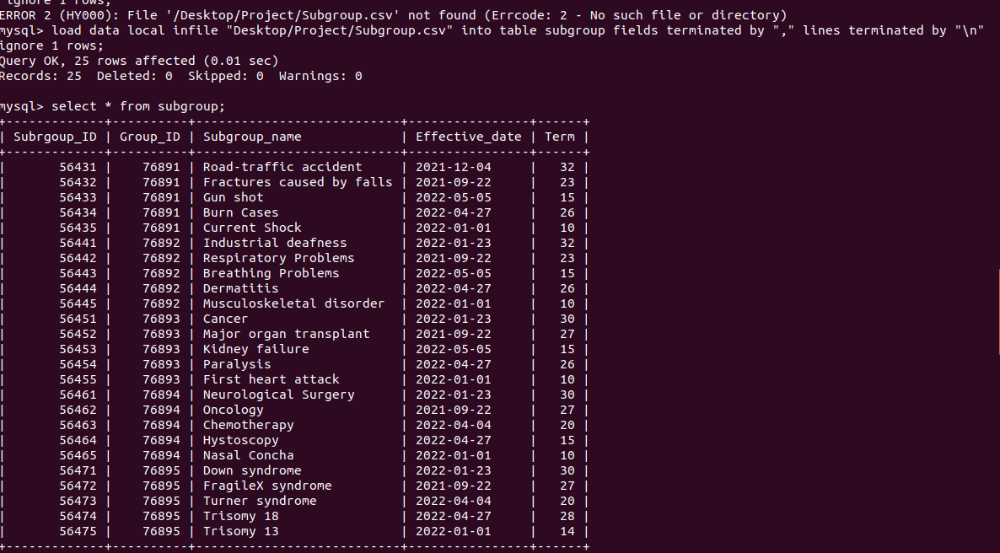 ignore 1 rows;
ERROR 2 (HY000): File '/Desktop/Project/Subgroup.csv' not found (Errcode: 2 - No such file or directory)
mysql> load data local infile "Desktop/Project/Subgroup.csv" into table subgroup fields terminated by "," lines terminated by "\n"
ignore 1 rows;
Query OK, 25 rows affected (0.01 sec)
Records: 25  Deleted: 0  Skipped: 0  Warnings: 0

mysql> select * from subgroup;
+-------------+----------+---------------------------+----------------+------+
| Subrgoup_ID | Group_ID | Subgroup_name             | Effective_date | Term |
+-------------+----------+---------------------------+----------------+------+
|       56431 |    76891 | Road-traffic accident     | 2021-12-04     |   32 |
|       56432 |    76891 | Fractures caused by falls | 2021-09-22     |   23 |
|       56433 |    76891 | Gun shot                  | 2022-05-05     |   15 |
|       56434 |    76891 | Burn Cases                | 2022-04-27     |   26 |
|       56435 |    76891 | Current Shock             | 2022-01-01     |   10 |
|       56441 |    76892 | Industrial deafness       | 2022-01-23     |   32 |
|       56442 |    76892 | Respiratory Problems      | 2021-09-22     |   23 |
|       56443 |    76892 | Breathing Problems        | 2022-05-05     |   15 |
|       56444 |    76892 | Dermatitis                | 2022-04-27     |   26 |
|       56445 |    76892 | Musculoskeletal disorder  | 2022-01-01     |   10 |
|       56451 |    76893 | Cancer                    | 2022-01-23     |   30 |
|       56452 |    76893 | Major organ transplant    | 2021-09-22     |   27 |
|       56453 |    76893 | Kidney failure            | 2022-05-05     |   15 |
|       56454 |    76893 | Paralysis                 | 2022-04-27     |   26 |
|       56455 |    76893 | First heart attack        | 2022-01-01     |   10 |
|       56461 |    76894 | Neurological Surgery      | 2022-01-23     |   30 |
|       56462 |    76894 | Oncology                  | 2021-09-22     |   27 |
|       56463 |    76894 | Chemotherapy              | 2022-04-04     |   20 |
|       56464 |    76894 | Hystoscopy                | 2022-04-27     |   15 |
|       56465 |    76894 | Nasal Concha              | 2022-01-01     |   10 |
|       56471 |    76895 | Down syndrome             | 2022-01-23     |   30 |
|       56472 |    76895 | FragileX syndrome         | 2021-09-22     |   27 |
|       56473 |    76895 | Turner syndrome           | 2022-04-04     |   20 |
|       56474 |    76895 | Trisomy 18                | 2022-04-27     |   28 |
|       56475 |    76895 | Trisomy 13                | 2022-01-01     |   14 |
+-------------+----------+---------------------------+----------------+------+